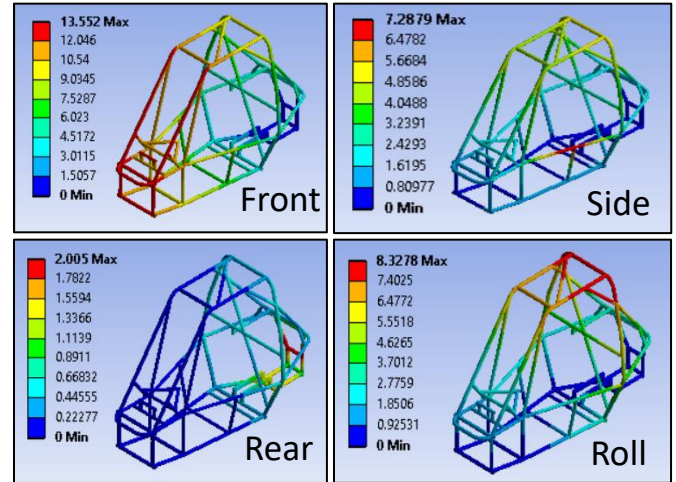 13.552 Max
12.046
10.54
9.0345
7.5287
6.023
4.5172
3.0115
1.5057
0 Min
Front
7.2879 Max
6.4782
5.6684
4.8586
4.0488
3.2391
2.4293
1.6195
0.80977
0 Min
Side
2.005 Max
1.7822
1.5594
1.3366
1.1139
0.8911
0.66832
0.44555
0.22277
0 Min
Rear
8.3278 Max
7.4025
6.4772
5.5518
4.6265
3.7012
2.7759
1.8506
0.92531
0 Min
Roll